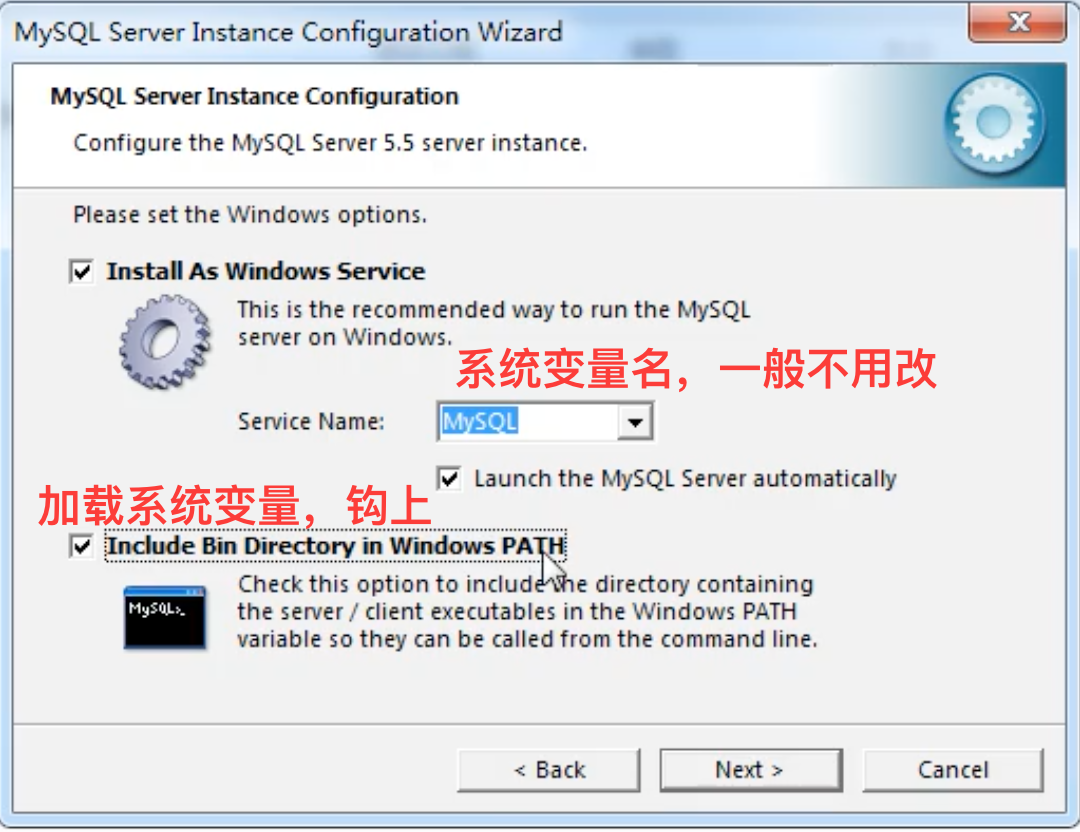 MySQL Server Instance Configuration Wizard
MySQL Server Instance Configuration
Configure the MySQL Server 5.5 server instance.
Please set the Windows options.
Install As Windows Service
This is the recommended way to run the MySQL
server on Windows.
系统变量名，一般不用改
Service Name:
MySQL
Launch the MySQL Server automatically
加载系统变量，钩上
Include Bin Directory in Windows PATH
Check this option to include the directory containing
the server / client executables in the Windows PATH
variable so they can be called from the command line.
MySQL>_
< Back
Next >
Cancel